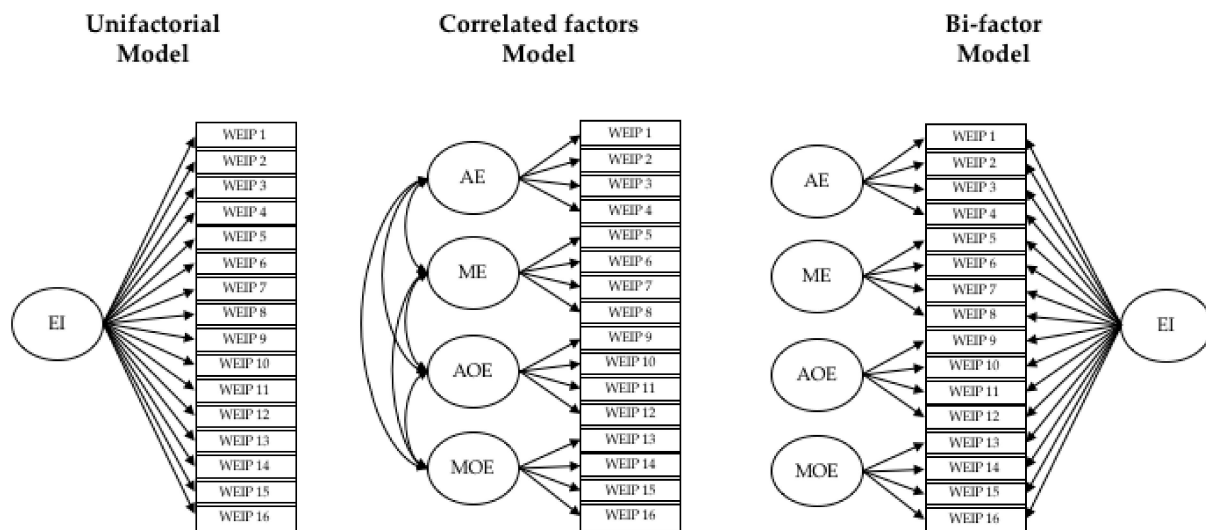 Unifactorial
Model
EI
WEIP 1
WEIP 2
WEIP 3
WEIP 4
WEIP 5
WEIP 6
WEIP 7
WEIP 8
WEIP 9
WEIP 10
WEIP 11
WEIP 12
WEIP 13
WEIP 14
WEIP 15
WEIP 16
Correlated factors
Model
AE
ME
AOE
MOE
WEIP 1
WEIP 2
WEIP 3
WEIP 4
WEIP 5
WEIP 6
WEIP 7
WEIP 8
WEIP 9
WEIP 10
WEIP 11
WEIP 12
WEIP 13
WEIP 14
WEIP 15
WEIP 16
Bi-factor
Model
AE
ME
AOE
MOE
WEIP 1
WEIP 2
WEIP 3
WEIP 4
WEIP 5
WEIP 6
WEIP 7
WEIP 8
WEIP 9
WEIP 10
WEIP 11
WEIP 12
WEIP 13
WEIP 14
WEIP 15
WEIP 16
EI